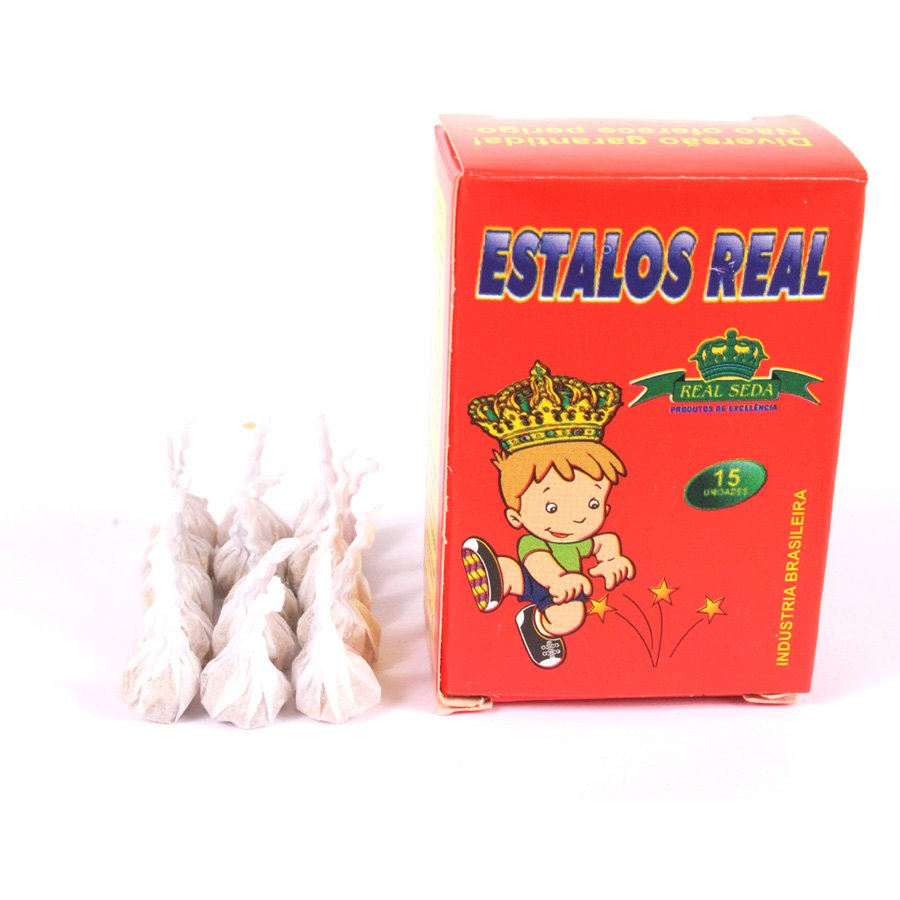 Diversão garantida!
Não oferece perigo.
ESTALOS REAL
REAL SEDA
PRODUTOS DE EXCELÊNCIA
15
UNIDADES
INDÚSTRIA BRASILEIRA